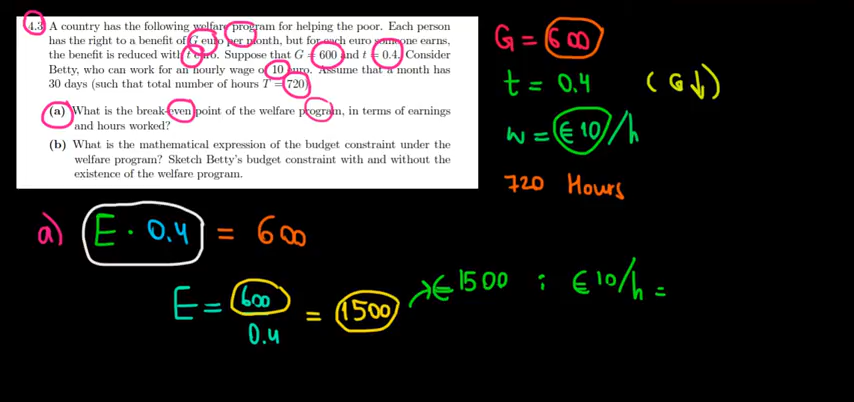 4.3 A country has the following welfare program for helping the poor. Each person
has the right to a benefit of G euro per month, but for each euro someone earns,
the benefit is reduced with t euro. Suppose that G = 600 and t = 0.4. Consider
Betty, who can work for an hourly wage of 10 euro. Assume that a month has
30 days (such that total number of hours T = 720)
(a) What is the break-even point of the welfare program, in terms of earnings
and hours worked?
(b) What is the mathematical expression of the budget constraint under the
welfare program? Sketch Betty's budget constraint with and without the
existence of the welfare program.
G = 600
t = 0.4 (G↓)
w = €10/h
720 Hours
a) E · 0.4 = 600
E = 600/0.4 = 1500 → €1500 : €10/h =